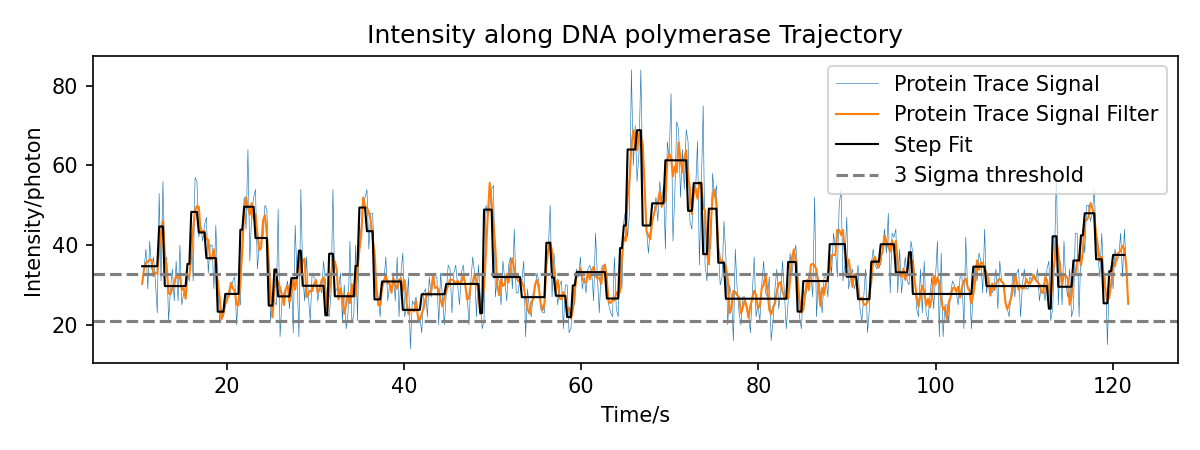 Intensity along DNA polymerase Trajectory
Intensity/photon
80
60
40
20
Protein Trace Signal
Protein Trace Signal Filter
Step Fit
3 Sigma threshold
20 40 60 80 100 120
Time/s